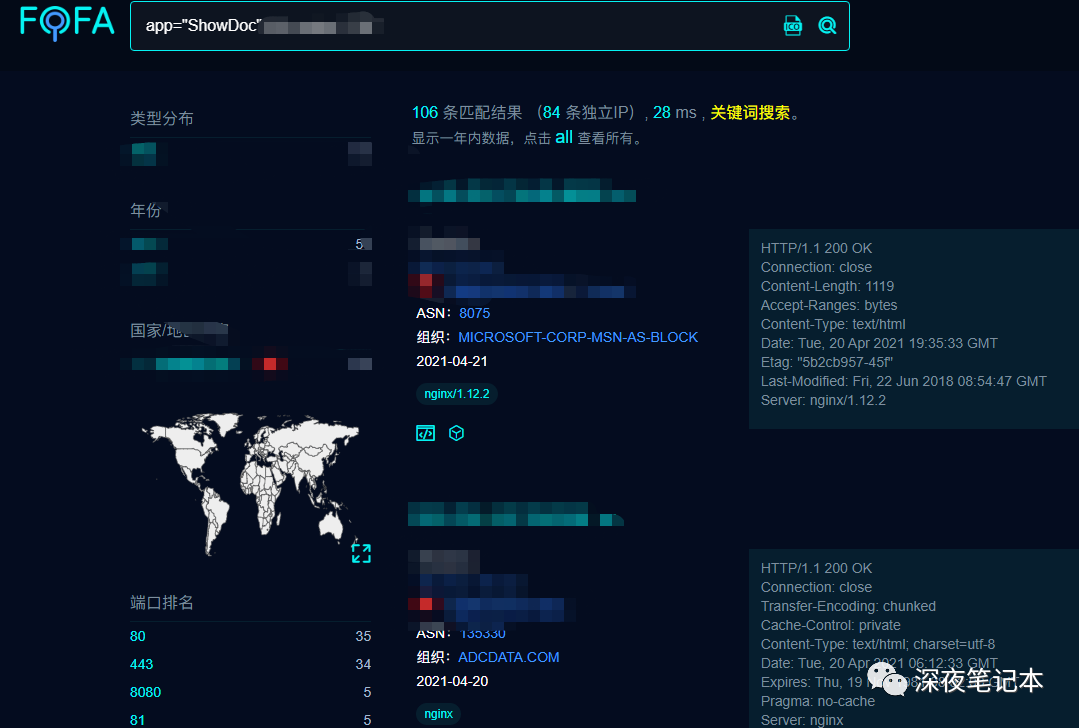 FOFA
app="ShowDoc"
ICO
类型分布
年份
5
国家/地
端口排名
80 35
443 34
8080 5
81 5
106 条匹配结果 （84 条独立IP），28 ms，关键词搜索。
显示一年内数据，点击 all 查看所有。
ASN：8075
组织：MICROSOFT-CORP-MSN-AS-BLOCK
2021-04-21
nginx/1.12.2
HTTP/1.1 200 OK
Connection: close
Content-Length: 1119
Accept-Ranges: bytes
Content-Type: text/html
Date: Tue, 20 Apr 2021 19:35:33 GMT
Etag: "5b2cb957-45f"
Last-Modified: Fri, 22 Jun 2018 08:54:47 GMT
Server: nginx/1.12.2
ASN：135330
组织：ADCDATA.COM
2021-04-20
nginx
HTTP/1.1 200 OK
Connection: close
Transfer-Encoding: chunked
Cache-Control: private
Content-Type: text/html; charset=utf-8
Date: Tue, 20 Apr 2021 06:12:33 GMT
Expires: Thu, 19
Pragma: no-cache
Server: nginx
深夜笔记本